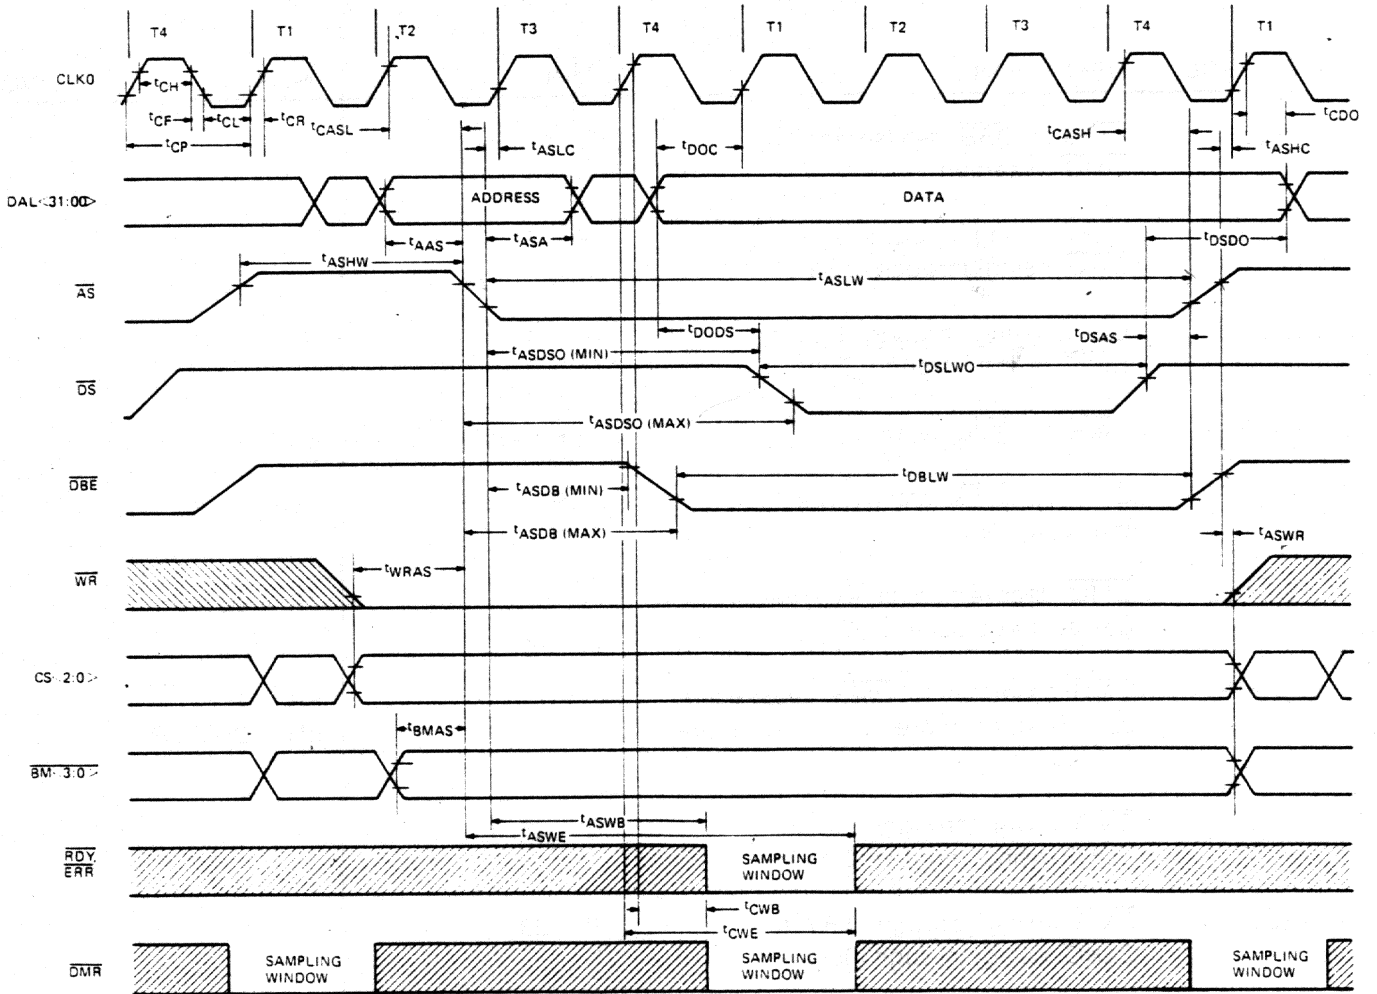 T4 T1 T2 T3 T4 T1 T2 T3 T4 T1
CLKO
tCH
tCF tCL tCR tCASL
tCP
tASLC
tDOC
tCASH
tCDO
tASHC
DAL<31:00>
ADDRESS
DATA
tAAS
tASA
tDSDO
tASHW
AS
tASLW
tDODS
tDSAS
tASDSO (MIN)
DS
tDSLWO
tASDSO (MAX)
DBE
tDBLW
tASDB (MIN)
tASDB (MAX)
tASWR
WR
tWRAS
CS<2:0>
tBMAS
BM<3:0>
tASWB
tASWE
RDY,
ERR
SAMPLING
WINDOW
tCWB
tCWE
DMR
SAMPLING
WINDOW
SAMPLING
WINDOW
SAMPLING
WINDOW